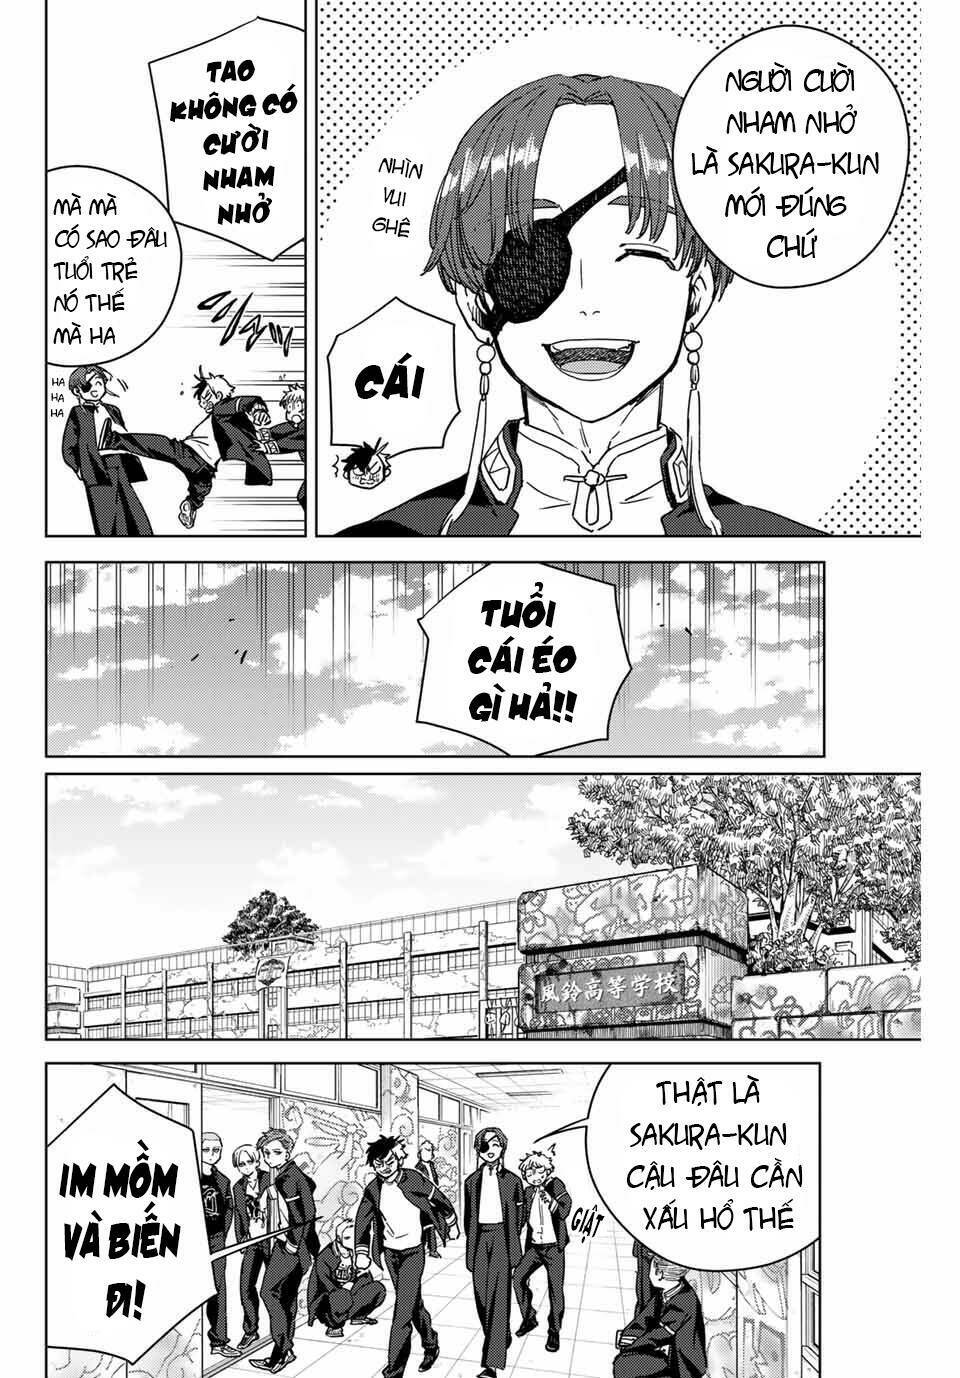 NGƯỜI CƯỜI
NHAM NHỞ
LÀ SAKURA-KUN
MỚI ĐÚNG
CHỨ
NHÌN
VUI
GHÊ
CÁI
TAO
KHÔNG CÓ
CƯỜI
NHAM
NHỞ
MÀ MÀ
CÓ SAO ĐÂU
TUỔI TRẺ
NÓ THẾ
MÀ HA
HA
HA
HA
TUỔI
CÁI ÉO
GÌ HẢ!!
風鈴高等学校
THẬT LÀ
SAKURA-KUN
CẬU ĐÂU CẦN
XẤU HỔ THẾ
GIẬT
IM MỒM
VÀ BIẾN
ĐI!